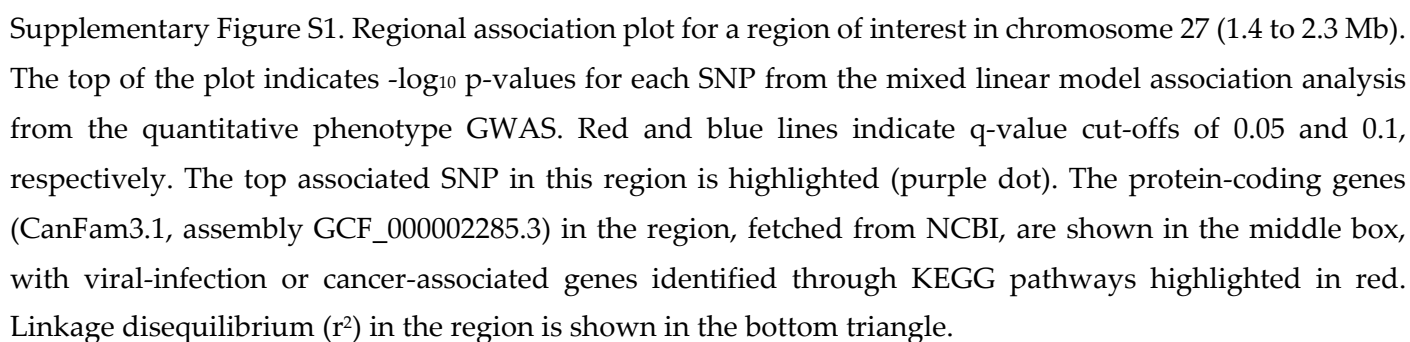 Supplementary Figure S1. Regional association plot for a region of interest in chromosome 27 (1.4 to 2.3 Mb).
The top of the plot indicates -log₁₀ p-values for each SNP from the mixed linear model association analysis
from the quantitative phenotype GWAS. Red and blue lines indicate q-value cut-offs of 0.05 and 0.1,
respectively. The top associated SNP in this region is highlighted (purple dot). The protein-coding genes
(CanFam3.1, assembly GCF_000002285.3) in the region, fetched from NCBI, are shown in the middle box,
with viral-infection or cancer-associated genes identified through KEGG pathways highlighted in red.
Linkage disequilibrium (r²) in the region is shown in the bottom triangle.